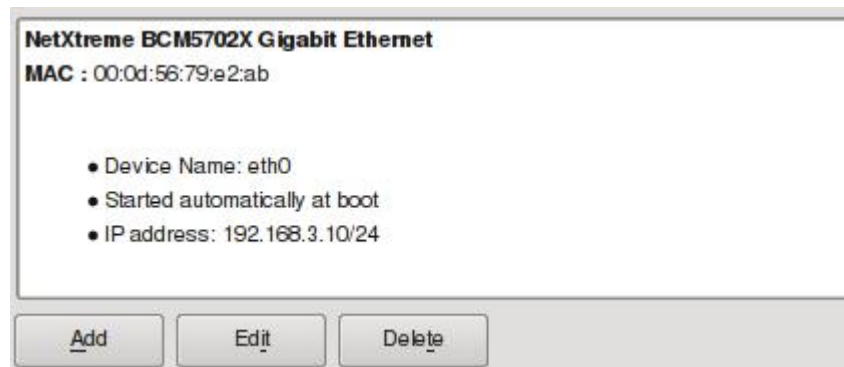 NetXtreme BCM5702X Gigabit Ethernet
MAC : 00:0d:56:79:e2:ab
● Device Name: eth0
● Started automatically at boot
● IP address: 192.168.3.10/24
Add Edit Delete